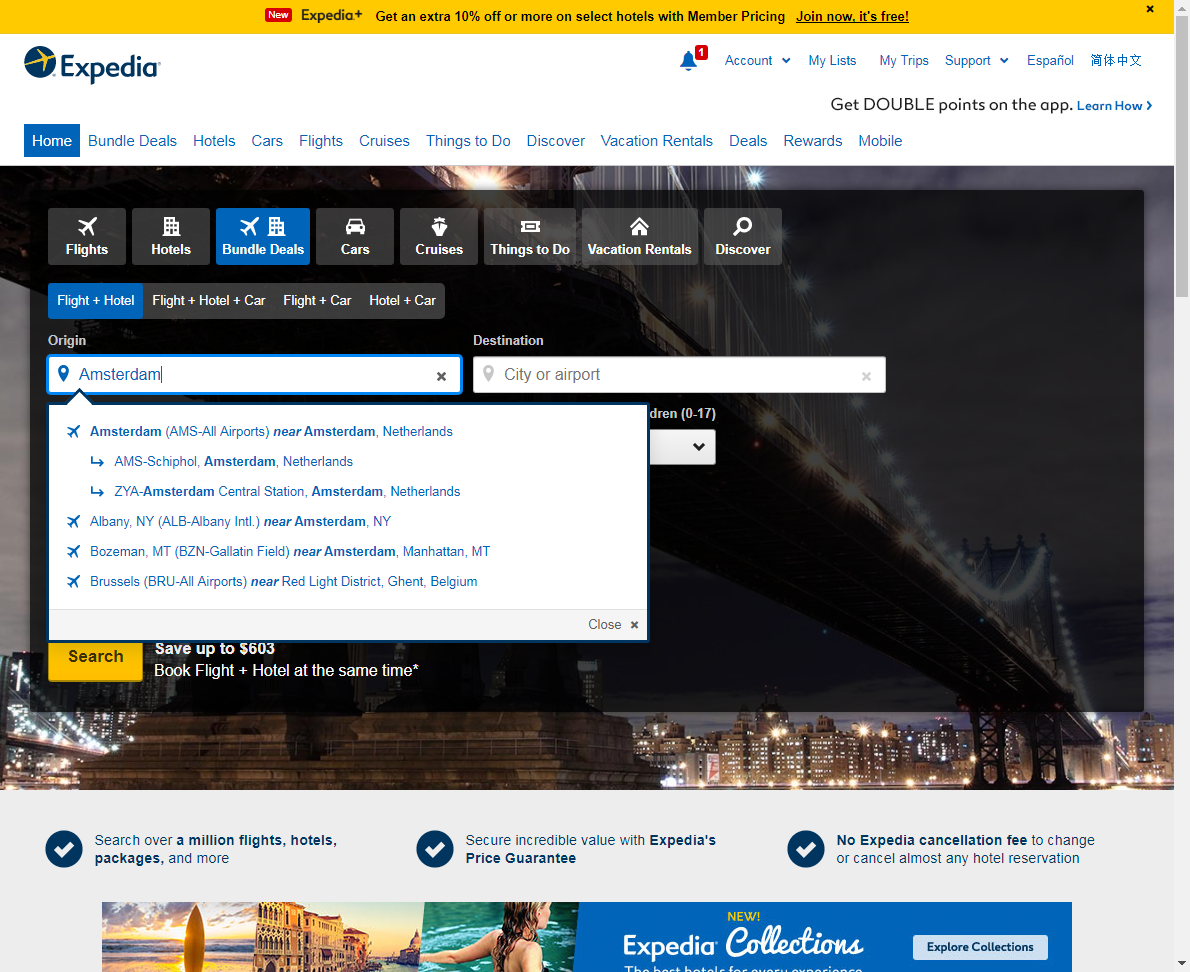 New Expedia+ Get an extra 10% off or more on select hotels with Member Pricing Join now, it's free!
Expedia
1
Account My Lists My Trips Support Español 简体中文
Get DOUBLE points on the app. Learn How
Home Bundle Deals Hotels Cars Flights Cruises Things to Do Discover Vacation Rentals Deals Rewards Mobile
Flights Hotels Bundle Deals Cars Cruises Things to Do Vacation Rentals Discover
Flight + Hotel Flight + Hotel + Car Flight + Car Hotel + Car
Origin Destination
Amsterdam City or airport
dren (0-17)
Amsterdam (AMS-All Airports) near Amsterdam, Netherlands
AMS-Schiphol, Amsterdam, Netherlands
ZYA-Amsterdam Central Station, Amsterdam, Netherlands
Albany, NY (ALB-Albany Intl.) near Amsterdam, NY
Bozeman, MT (BZN-Gallatin Field) near Amsterdam, Manhattan, MT
Brussels (BRU-All Airports) near Red Light District, Ghent, Belgium
Close
Search
Save up to $603
Book Flight + Hotel at the same time*
Search over a million flights, hotels,
packages, and more
Secure incredible value with Expedia's
Price Guarantee
No Expedia cancellation fee to change
or cancel almost any hotel reservation
NEW!
Expedia Collections
Explore Collections
The best hotels for every experience